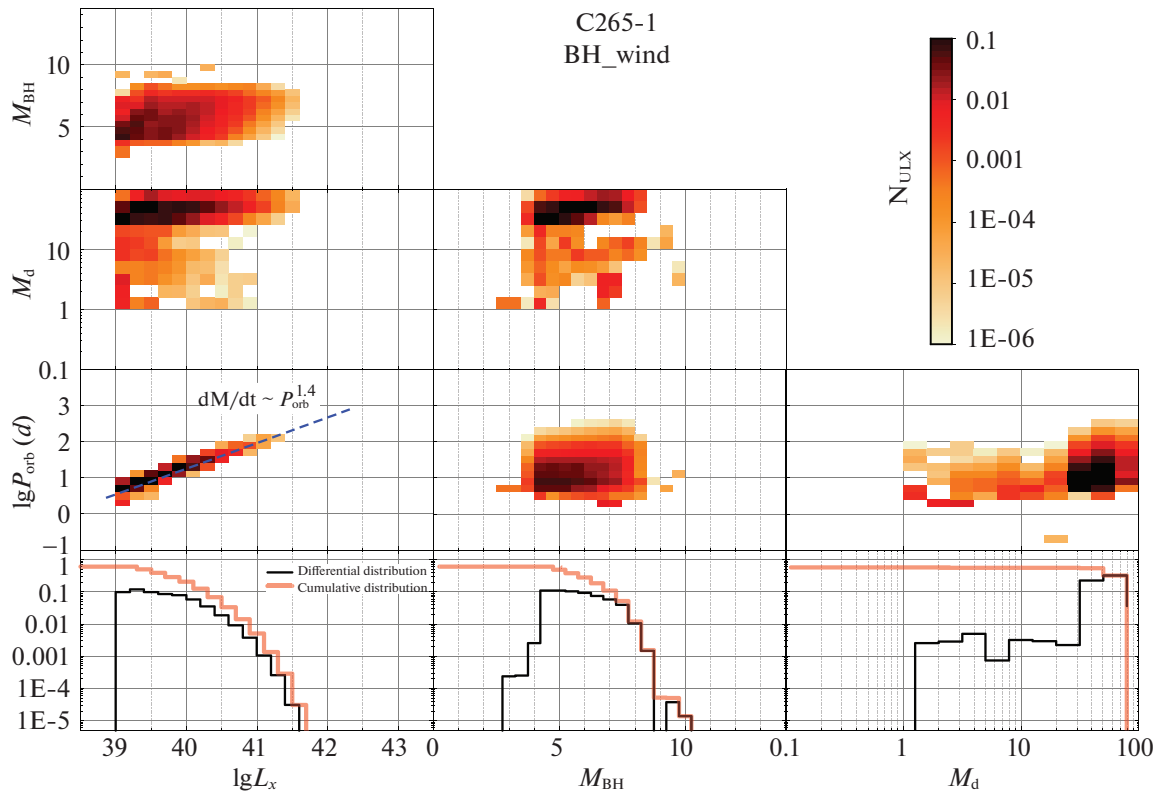 C265-1
BH_wind
10
5
M_BH
0.1
0.01
0.001
1E-04
1E-05
1E-06
N_ULX
10
1
0.1
M_d
dM/dt ~ P_orb^1.4
3
2
1
0
−1
lgP_orb (d)
Differential distribution
Cumulative distribution
1
0.1
0.01
0.001
1E-4
1E-5
39 40 41 42 43 0 5 10 0.1 1 10 100
lgL_x M_BH M_d